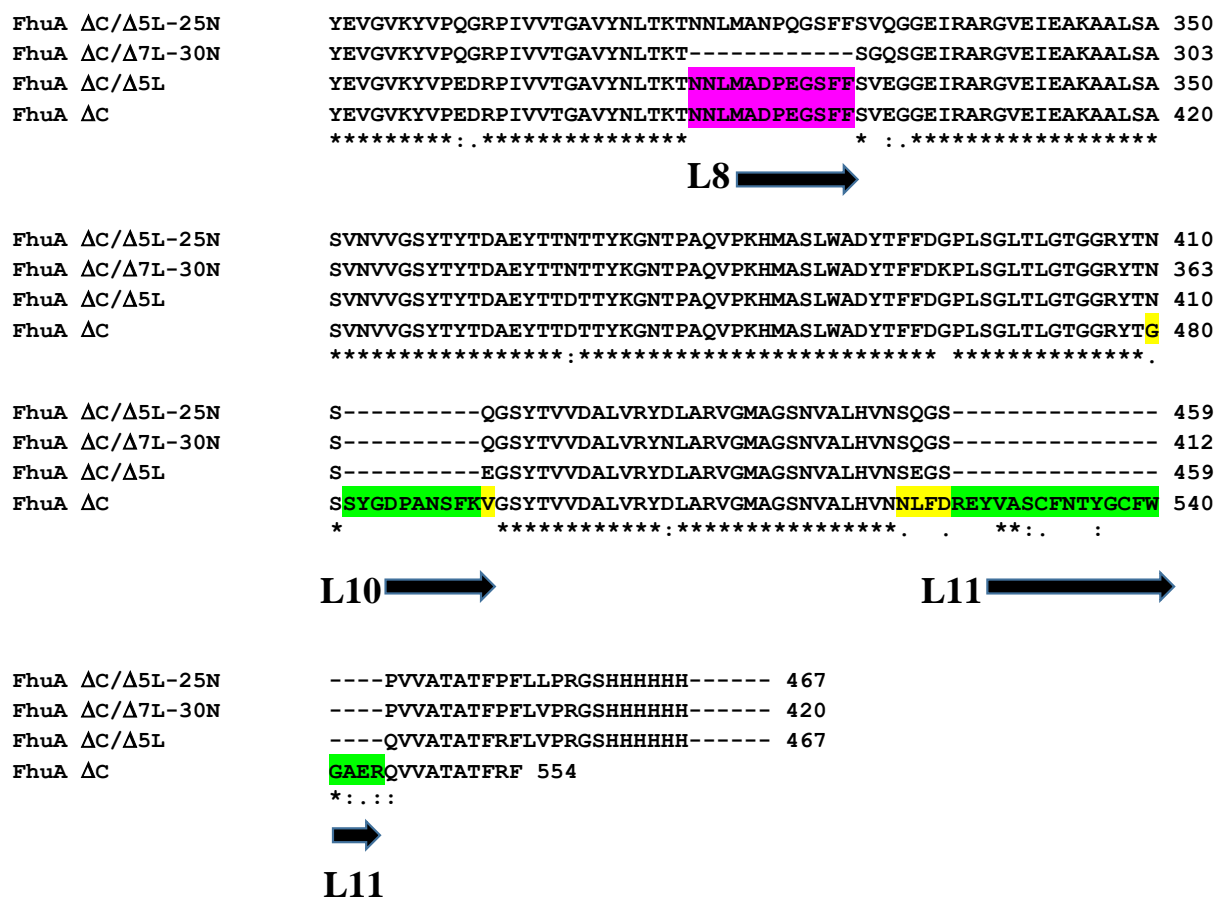 FhuA ΔC/Δ5L-25N YEVGVKYVPQGRPIVVTGAVYNLTKTNNLMANPQGSFFSVQGGEIRARGVEIEAKAALSA 350
FhuA ΔC/Δ7L-30N YEVGVKYVPQGRPIVVTGAVYNLTKT------------SGQSGEIRARGVEIEAKAALSA 303
FhuA ΔC/Δ5L YEVGVKYVPEDRPIVVTGAVYNLTKTNNLMADPEGSFFSVEGGEIRARGVEIEAKAALSA 350
FhuA ΔC YEVGVKYVPEDRPIVVTGAVYNLTKTNNLMADPEGSFFSVEGGEIRARGVEIEAKAALSA 420
*********:.*************** * :.******************
L8
FhuA ΔC/Δ5L-25N SVNVVGSYTYTDAEYTTNTTYKGNTPAQVPKHMASLWADYTFFDGPLSGLTLGTGGRYTN 410
FhuA ΔC/Δ7L-30N SVNVVGSYTYTDAEYTTNTTYKGNTPAQVPKHMASLWADYTFFDKPLSGLTLGTGGRYTN 363
FhuA ΔC/Δ5L SVNVVGSYTYTDAEYTTDTTYKGNTPAQVPKHMASLWADYTFFDGPLSGLTLGTGGRYTN 410
FhuA ΔC SVNVVGSYTYTDAEYTTDTTYKGNTPAQVPKHMASLWADYTFFDGPLSGLTLGTGGRYTG 480
*****************:************************** **************.
FhuA ΔC/Δ5L-25N S----------QGSYTVVDALVRYDLARVGMAGSNVALHVNSQGS--------------- 459
FhuA ΔC/Δ7L-30N S----------QGSYTVVDALVRYNLARVGMAGSNVALHVNSQGS--------------- 412
FhuA ΔC/Δ5L S----------EGSYTVVDALVRYDLARVGMAGSNVALHVNSEGS--------------- 459
FhuA ΔC SSYGDPANSFKVGSYTVVDALVRYDLARVGMAGSNVALHVNNLFDREYVASCFNTYGCFW 540
* ************:****************. . **:. :
L10 L11
FhuA ΔC/Δ5L-25N ----PVVATATFPFLLPRGSHHHHHH------ 467
FhuA ΔC/Δ7L-30N ----PVVATATFPFLVPRGSHHHHHH------ 420
FhuA ΔC/Δ5L ----QVVATATFRFLVPRGSHHHHHH------ 467
FhuA ΔC GAERQVVATATFRF 554
*:.::
L11